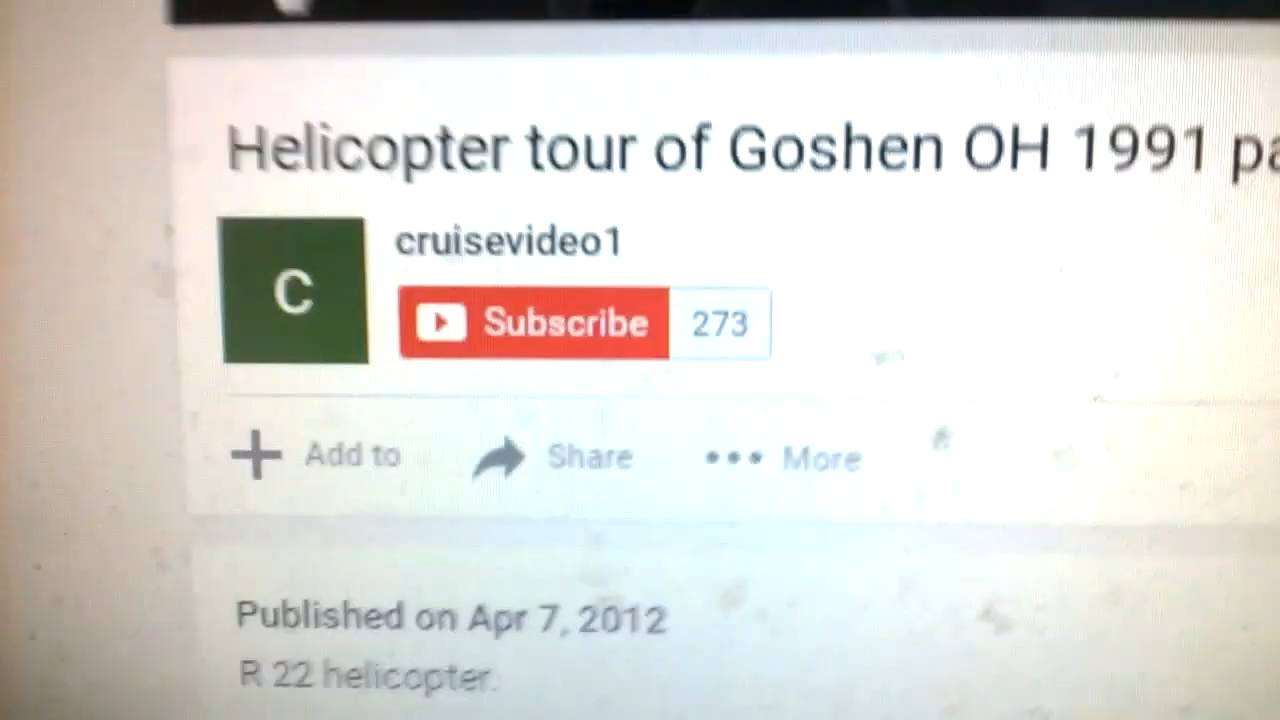 Helicopter tour of Goshen OH 1991 pa
C
cruisevideo1
Subscribe 273
Add to Share More
Published on Apr 7, 2012
R 22 helicopter.